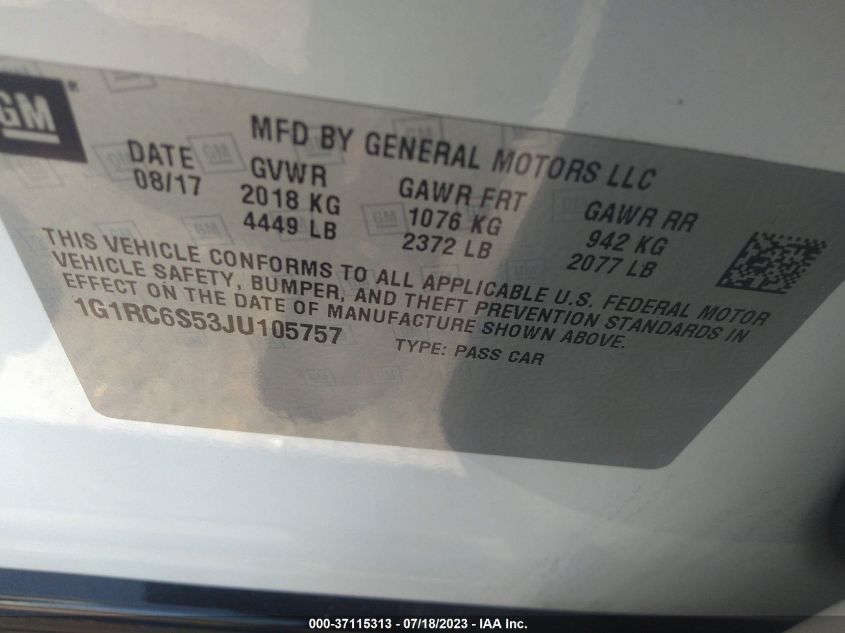 GM ®
MFD BY GENERAL MOTORS LLC
DATE GVWR GAWR FRT GAWR RR
08/17 2018 KG 1076 KG 942 KG
4449 LB 2372 LB 2077 LB
THIS VEHICLE CONFORMS TO ALL APPLICABLE U.S. FEDERAL MOTOR
VEHICLE SAFETY, BUMPER, AND THEFT PREVENTION STANDARDS IN
EFFECT ON THE DATE OF MANUFACTURE SHOWN ABOVE.
1G1RC6S53JU105757 TYPE: PASS CAR
000-37115313 - 07/18/2023 - IAA Inc.